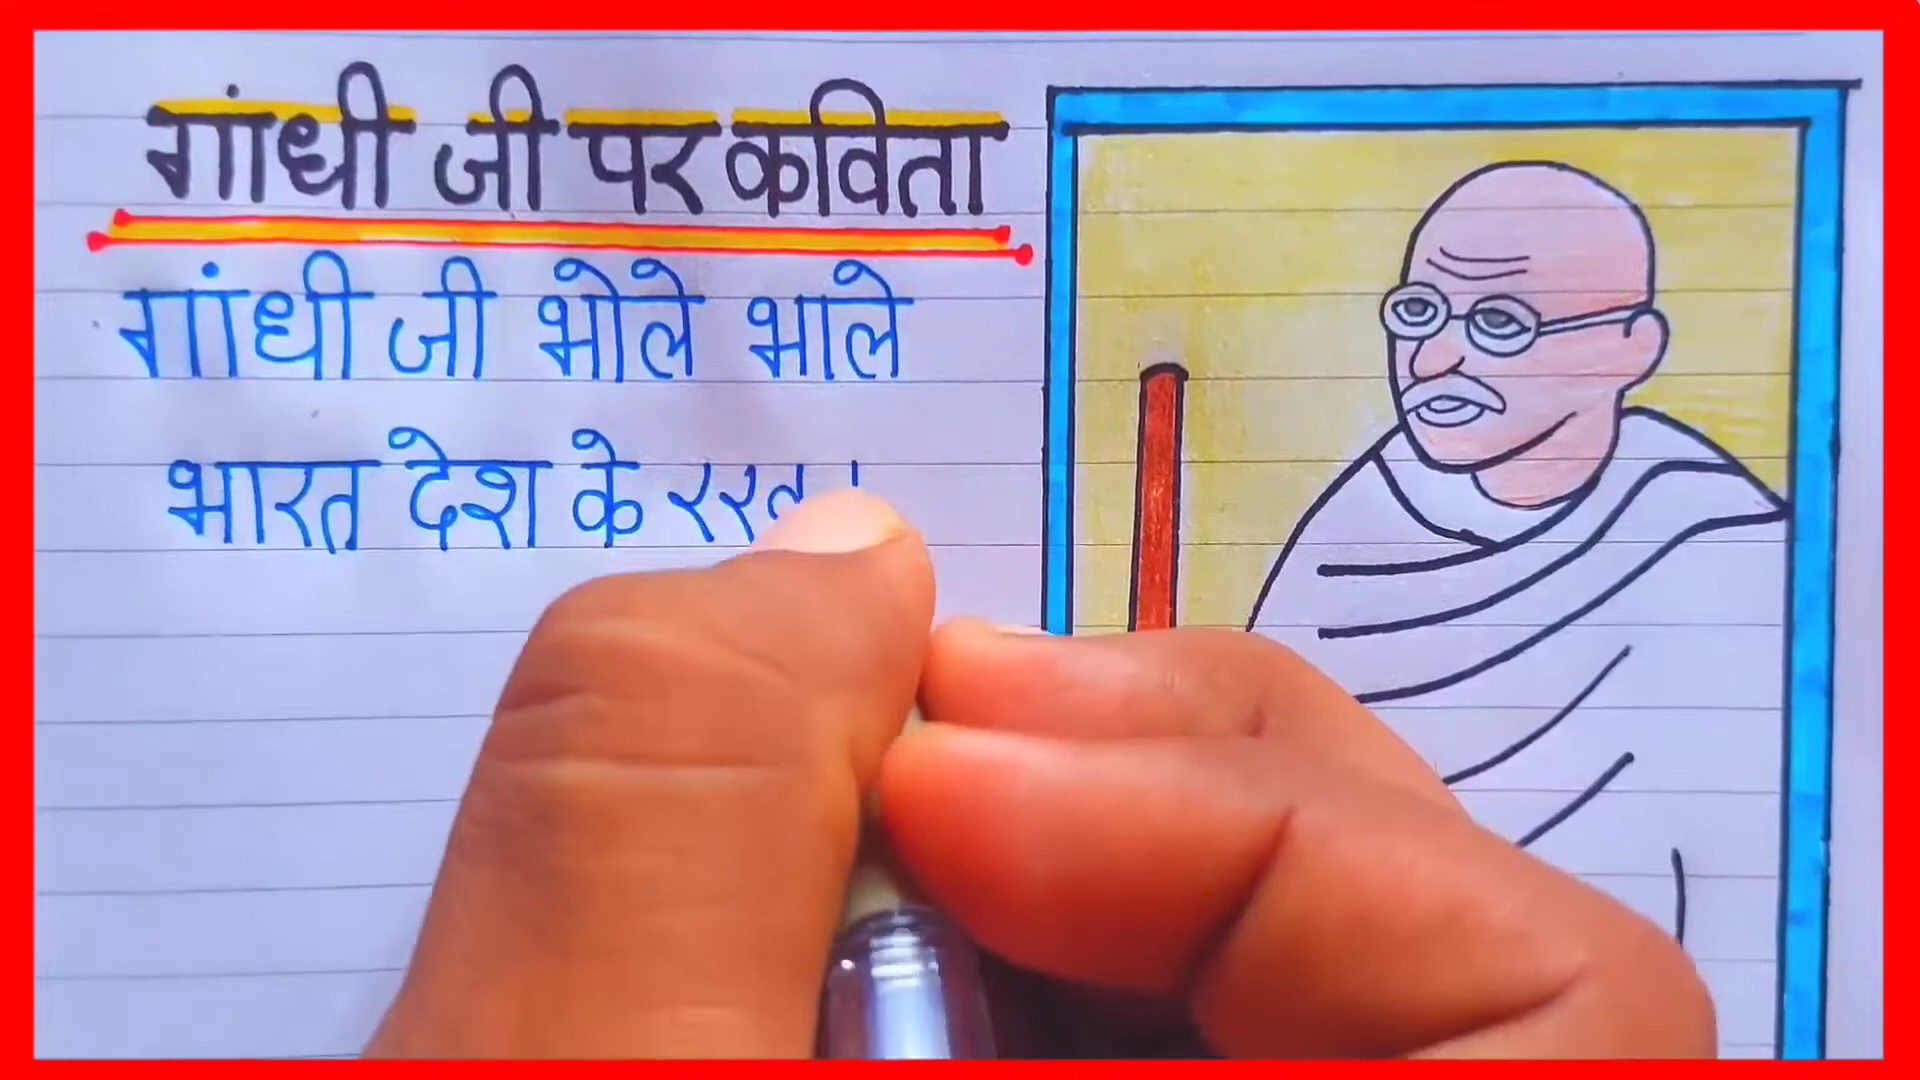 गांधी जी पर कविता
गांधी जी भोले भाले
भारत देश के